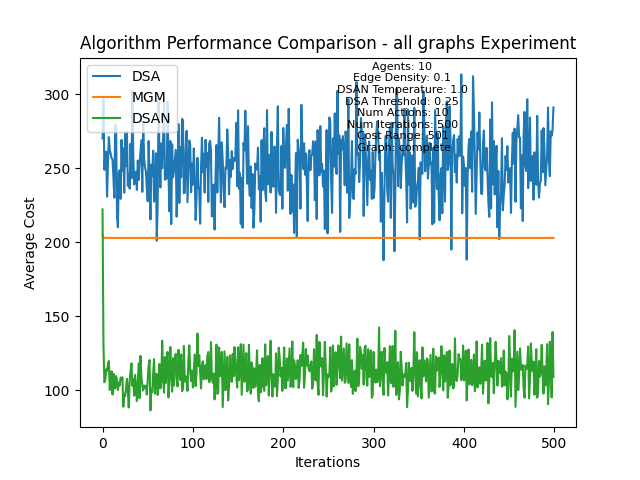 Algorithm Performance Comparison - all graphs Experiment
DSA
MGM
DSAN
Agents: 10
Edge Density: 0.1
DSAN Temperature: 1.0
DSA Threshold: 0.25
Num Actions: 10
Num Iterations: 500
Cost Range: 501
Graph: complete
Average Cost
300
250
200
150
100
0
100
200
300
400
500
Iterations